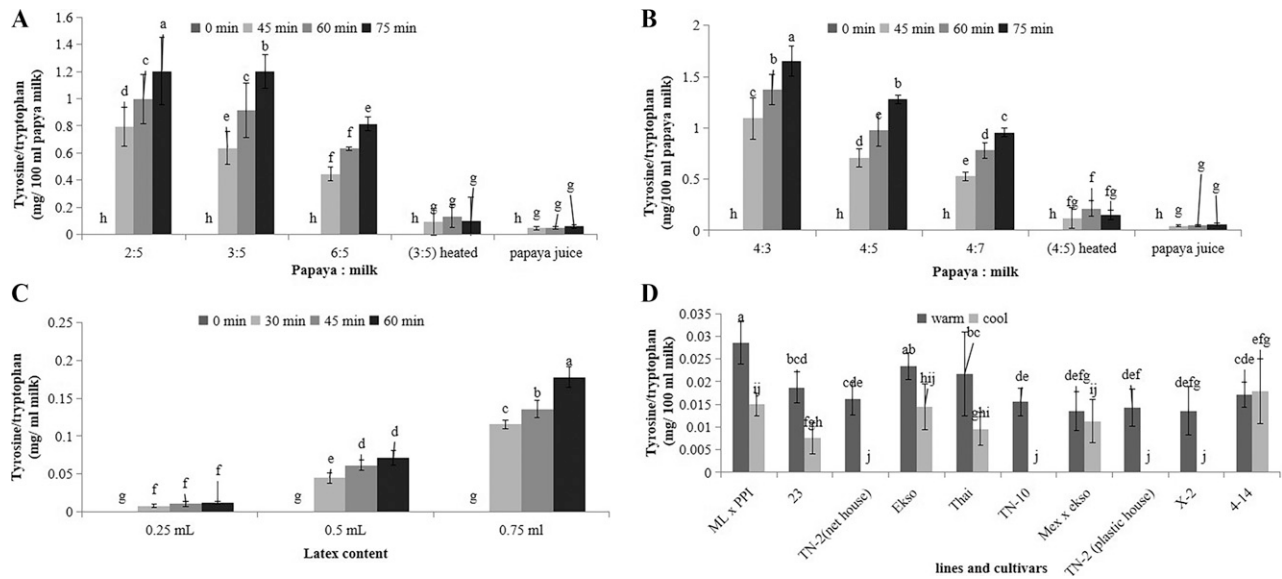 A
Tyrosine/tryptophan
(mg/ 100 ml papya milk)
1.6
1.4
1.2
1
0.8
0.6
0.4
0.2
0
0 min 45 min 60 min 75 min
h d c a
h e c b
h f f e
h g g g
h g g g
2:5 3:5 6:5 (3:5) heated papaya juice
Papaya : milk
B
Tyrosine/tryptophan
(mg/100 ml papaya milk)
2
1.5
1
0.5
0
0 min 45 min 60 min 75 min
h c b a
h d e b
h e d c
h fg f fg
h g g g
4:3 4:5 4:7 (4:5) heated papaya juice
Papaya : milk
C
Tyrosine/tryptophan
(mg/ ml milk)
0.25
0.2
0.15
0.1
0.05
0
0 min 30 min 45 min 60 min
g f f f
g e d d
g c b a
0.25 mL 0.5 mL 0.75 ml
Latex content
D
Tyrosine/tryptophan
(mg/ 100 ml milk)
0.035
0.03
0.025
0.02
0.015
0.01
0.005
0
warm cool
a ij
bcd fgh
cde j
ab hij
bc ghi
de j
defg ij
def j
defg j
cde efg
ML x PPI
23
TN-2(net house)
Ekso
Thai
TN-10
Mex x ekso
TN-2 (plastic house)
X-2
4-14
lines and cultivars